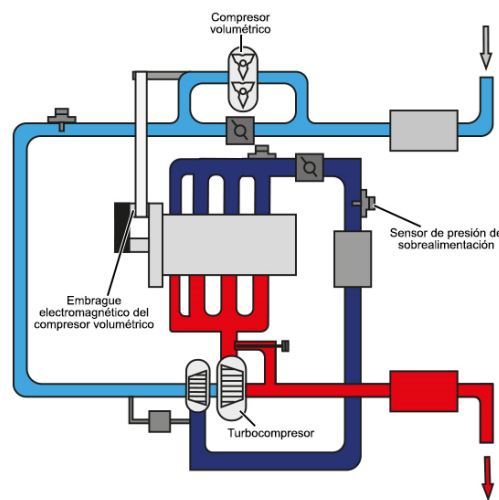 Compresor
volumétrico
Sensor de presión de
sobrealimentación
Embrague
electromagnético del
compresor volumétrico
Turbocompresor